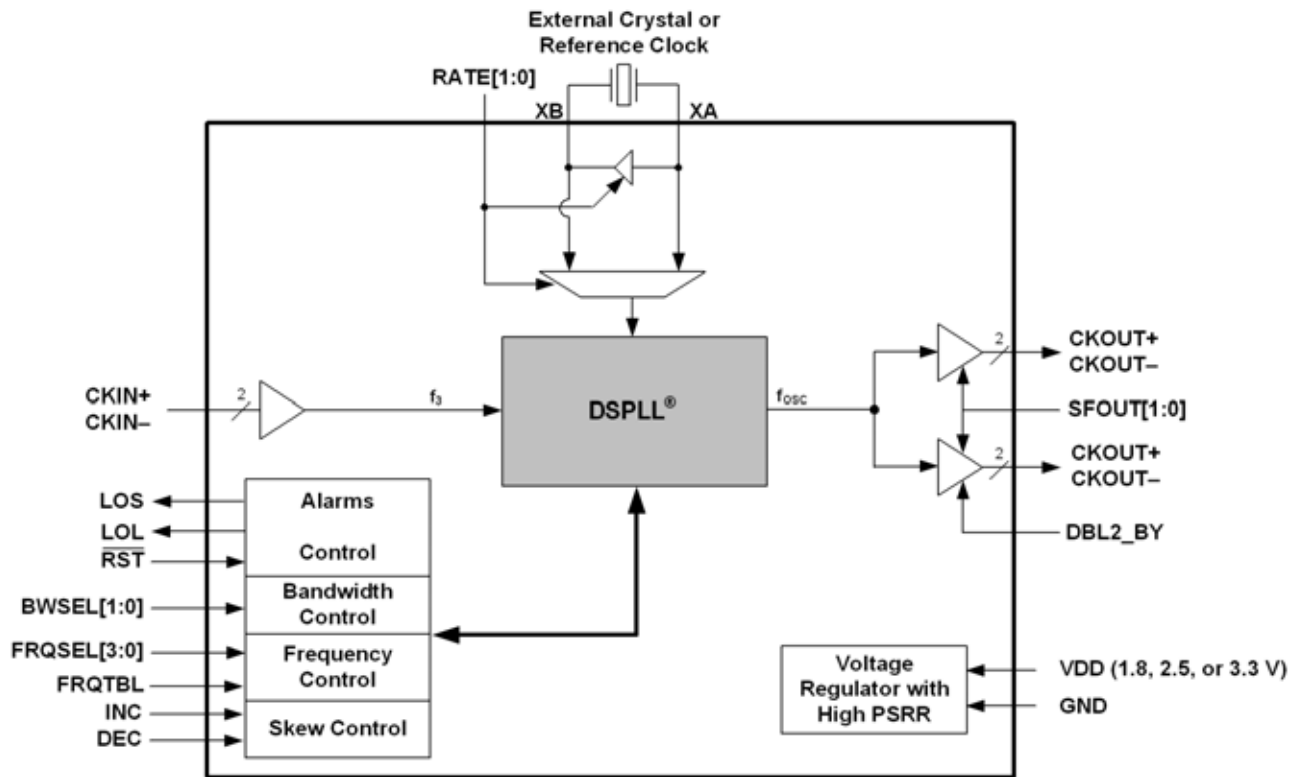 External Crystal or
Reference Clock
RATE[1:0]
XB
XA
CKIN+
CKIN–
2
f3
DSPLL®
fOSC
2
CKOUT+
CKOUT–
SFOUT[1:0]
2
CKOUT+
CKOUT–
DBL2_BY
LOS
LOL
RST
BWSEL[1:0]
FRQSEL[3:0]
FRQTBL
INC
DEC
Alarms
Control
Bandwidth
Control
Frequency
Control
Skew Control
Voltage
Regulator with
High PSRR
VDD (1.8, 2.5, or 3.3 V)
GND